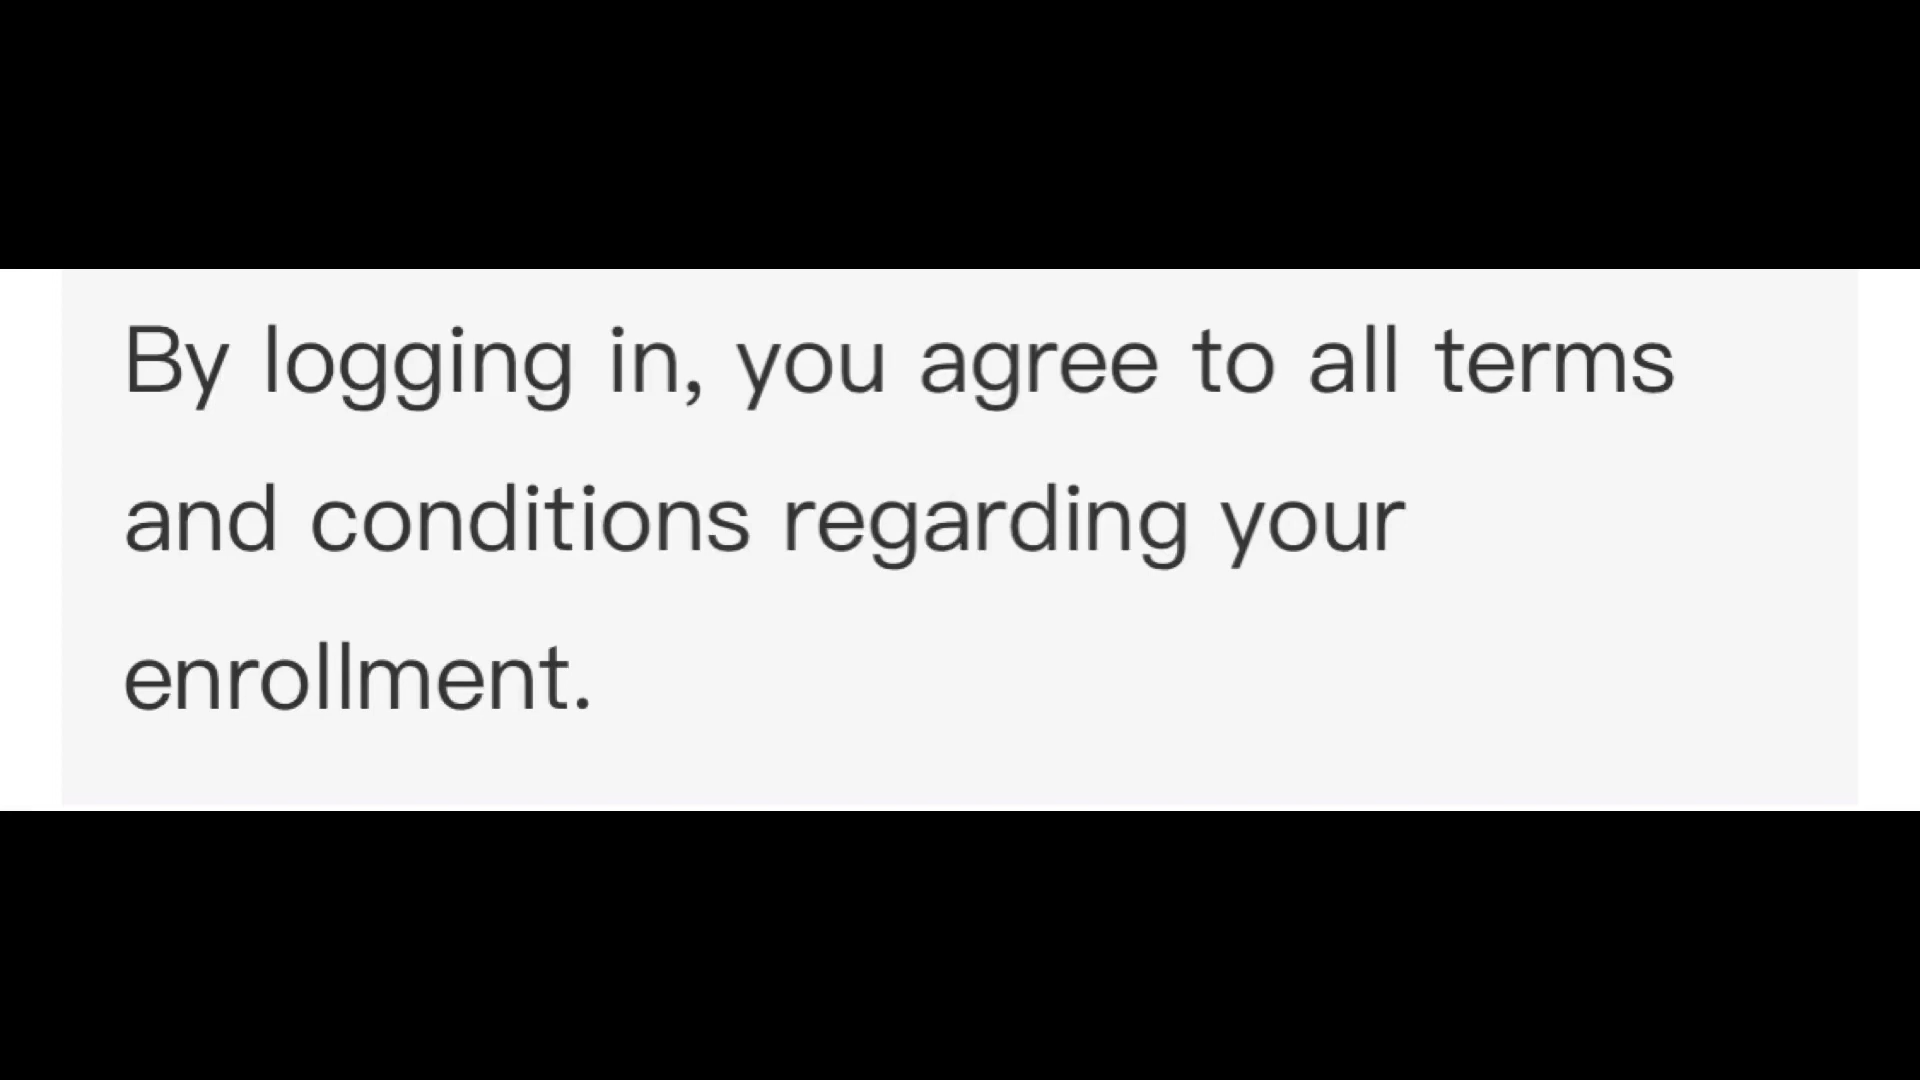 By logging in, you agree to all terms
and conditions regarding your
enrollment.